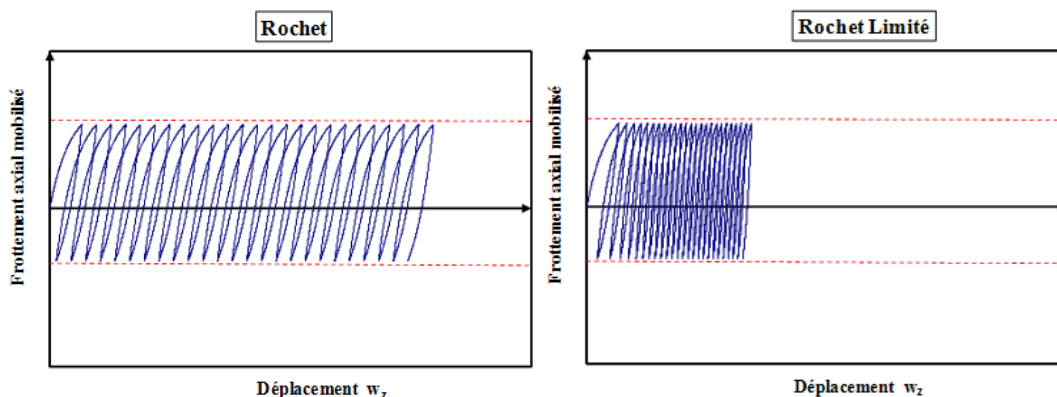 Rochet
Frottement axial mobilisé
Déplacement wz
Rochet Limité
Frottement axial mobilisé
Déplacement wz